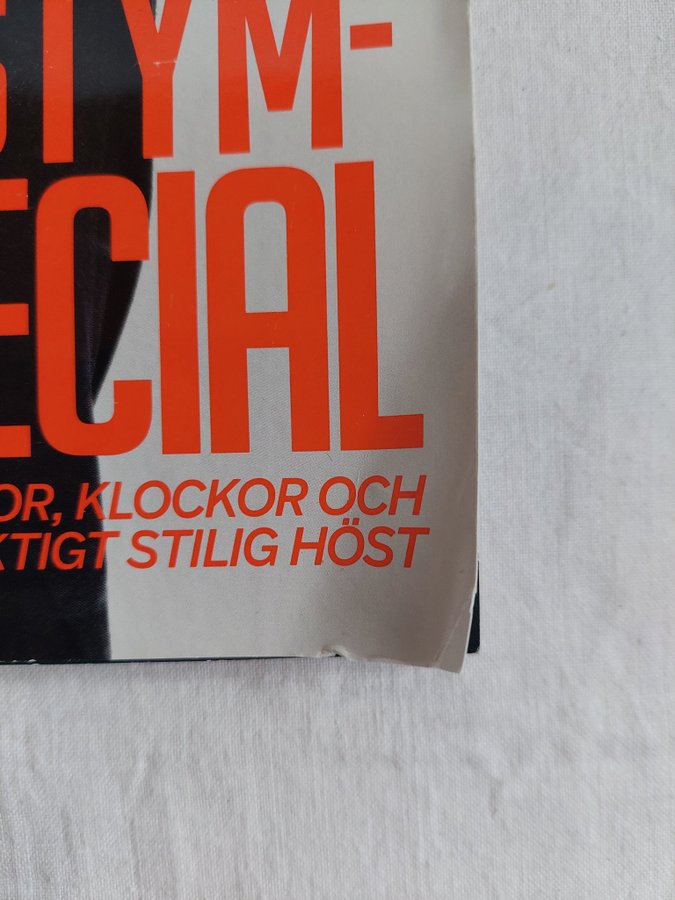 STYM-
ECIAL
OR, KLOCKOR OCH
KTIGT STILIG HÖST